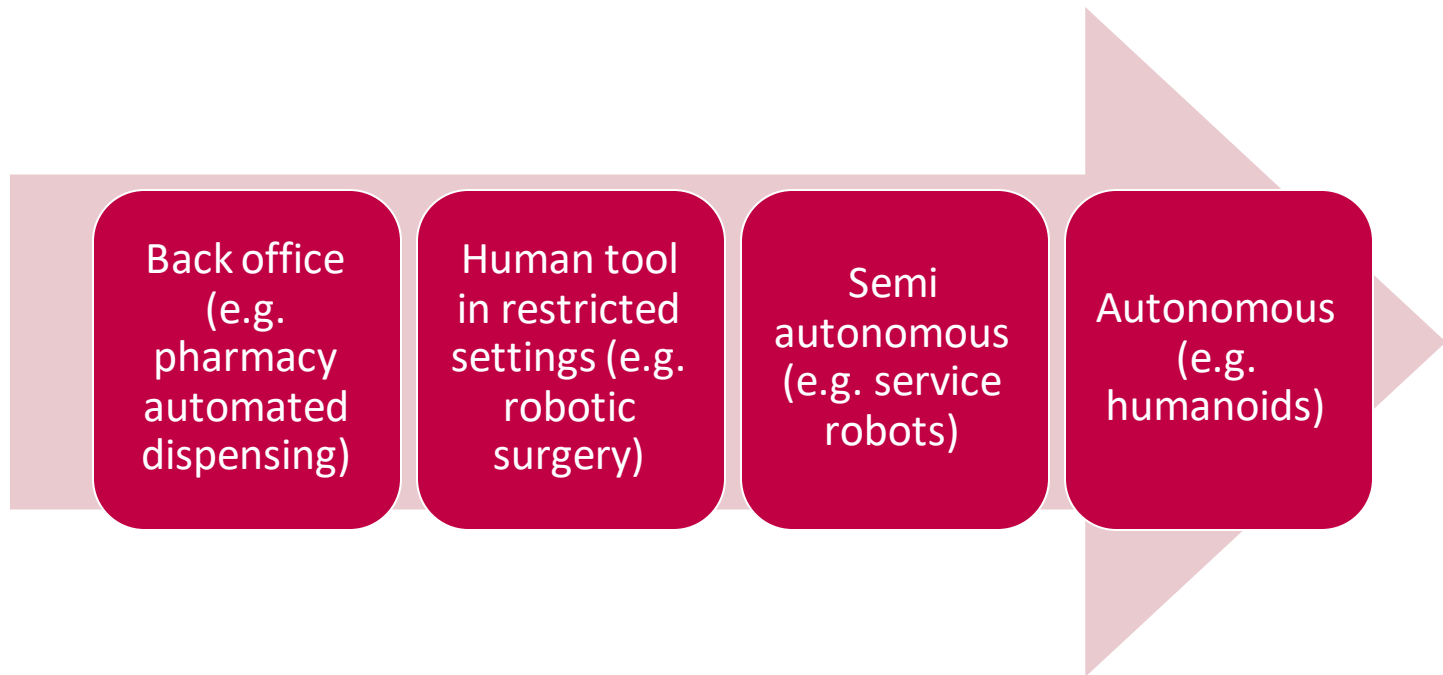 Back office
(e.g.
pharmacy
automated
dispensing)
Human tool
in restricted
settings (e.g.
robotic
surgery)
Semi
autonomous
(e.g. service
robots)
Autonomous
(e.g.
humanoids)